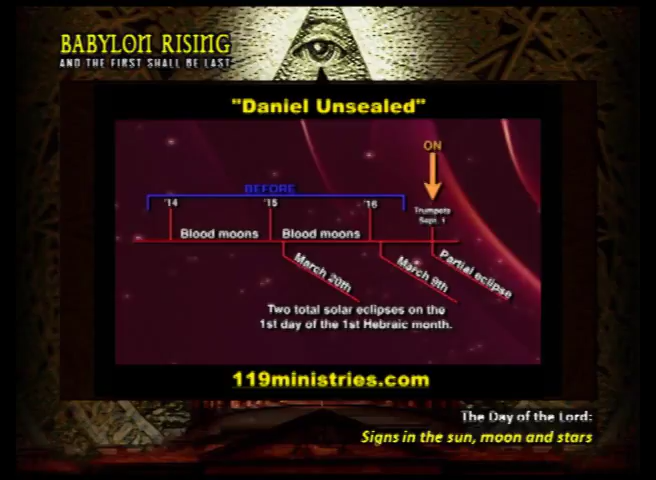 BABYLON RISING
AND THE FIRST SHALL BE LAST
"Daniel Unsealed"
ON
BEFORE
'14
'15
'16
Trumpets
Sept. 1
Blood moons
Blood moons
March 20th
March 9th
Partial eclipse
Two total solar eclipses on the
1st day of the 1st Hebraic month.
119ministries.com
The Day of the Lord:
Signs in the sun, moon and stars